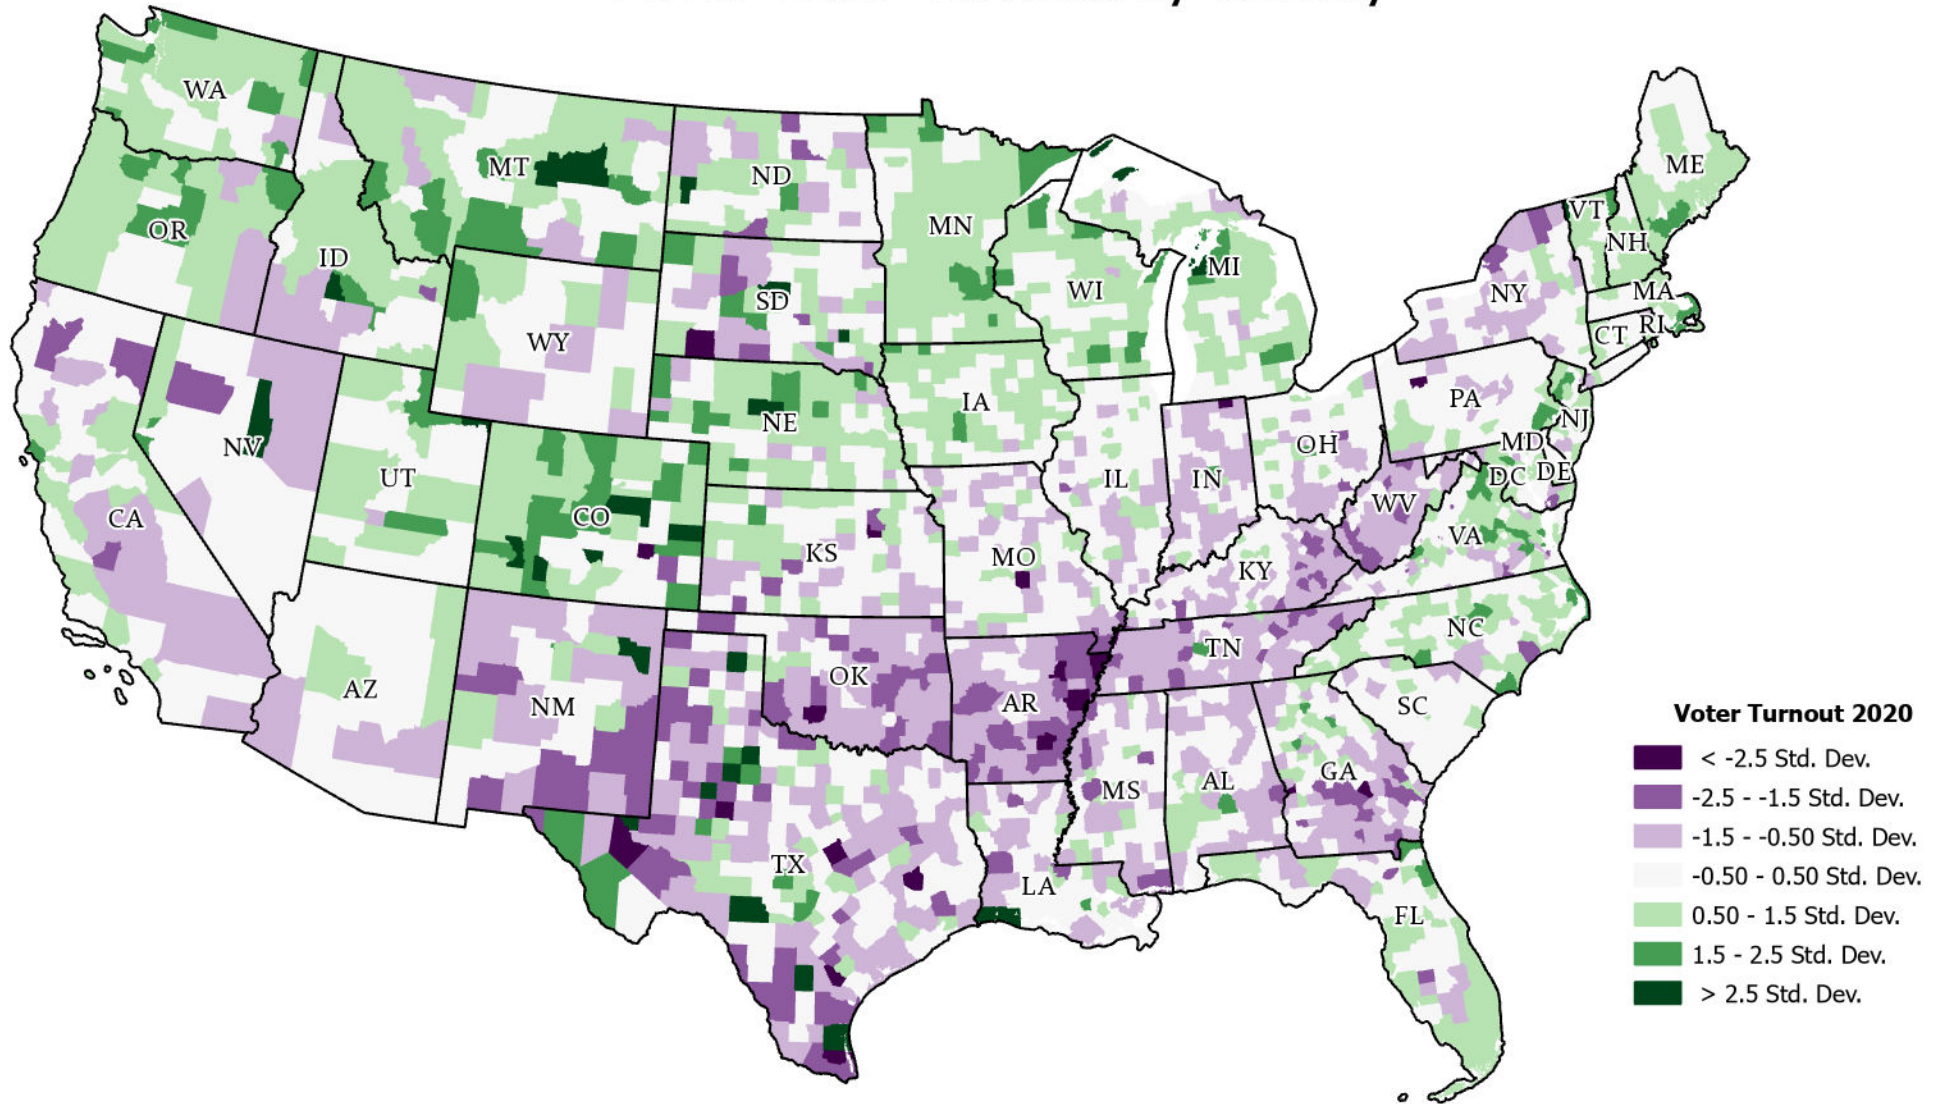 WA
MT
ND
MN
ME
OR
ID
SD
WI
MI
VT
NH
NY
MA
WY
CT
RI
NE
IA
PA
NJ
NV
UT
CO
IL
IN
OH
MD
DC
DE
CA
KS
MO
WV
VA
KY
AZ
NM
OK
AR
TN
NC
SC
TX
LA
MS
AL
GA
FL
Voter Turnout 2020
< -2.5 Std. Dev.
-2.5 - -1.5 Std. Dev.
-1.5 - -0.50 Std. Dev.
-0.50 - 0.50 Std. Dev.
0.50 - 1.5 Std. Dev.
1.5 - 2.5 Std. Dev.
> 2.5 Std. Dev.